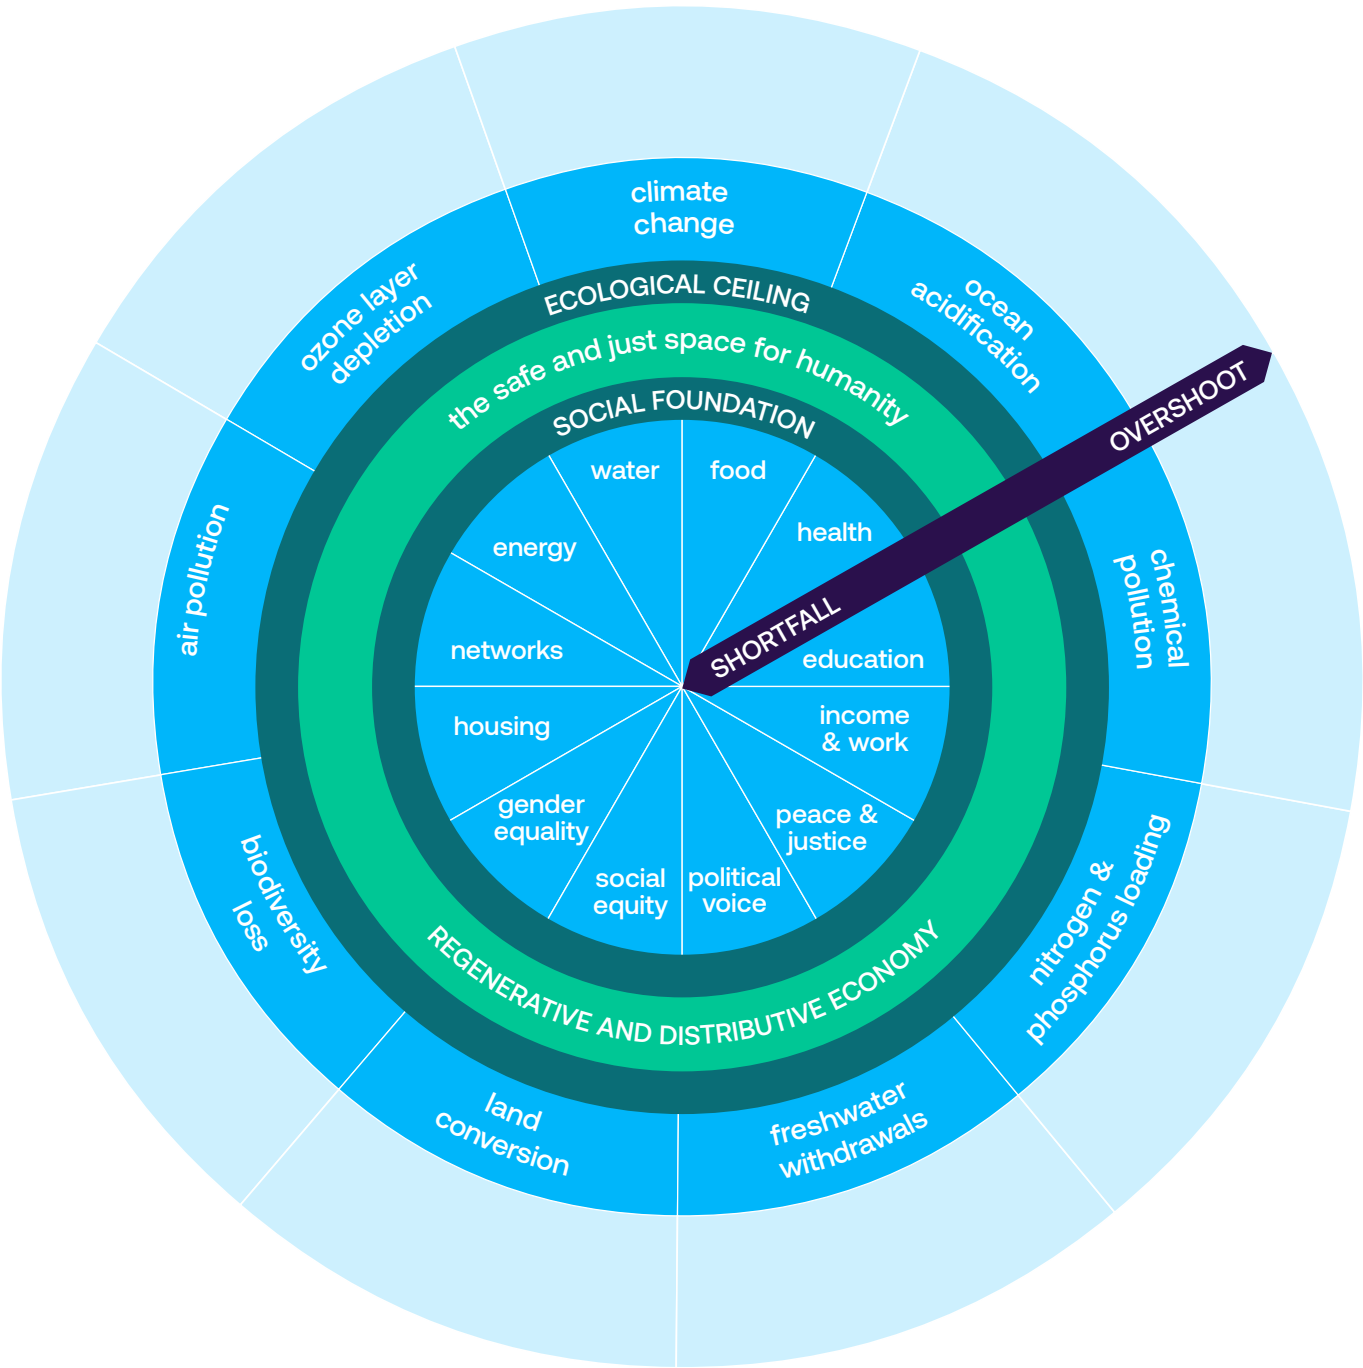 climate
change
ocean
acidification
chemical
pollution
nitrogen &
phosphorus loading
freshwater
withdrawals
land
conversion
biodiversity
loss
air pollution
ozone layer
depletion
ECOLOGICAL CEILING
the safe and just space for humanity
SOCIAL FOUNDATION
water
food
health
education
income
& work
peace &
justice
political
voice
social
equity
gender
equality
housing
networks
energy
SHORTFALL
OVERSHOOT
REGENERATIVE AND DISTRIBUTIVE ECONOMY